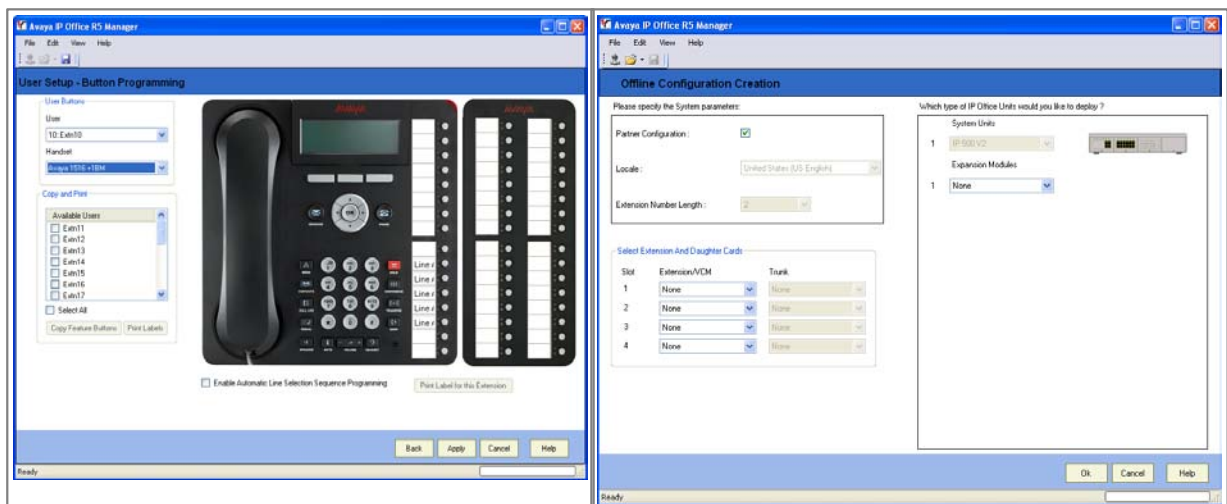 Avaya IP Office R5 Manager
File Edit View Help
User Setup - Button Programming
User Buttons
User
10: Extn10
Handset
Avaya 1616 +1BM
Copy and Print
Available Users
Extn11
Extn12
Extn13
Extn14
Extn15
Extn16
Extn17
Select All
Copy Feature Buttons Print Labels
AVAYA
AVAYA
Line
Line
Line
Line
Line
Enable Automatic Line Selection Sequence Programming
Print Label for this Extension
Back Apply Cancel Help
Ready
Avaya IP Office R5 Manager
File Edit View Help
Offline Configuration Creation
Please specify the System parameters:
Partner Configuration :
Locale : United States (US English)
Extension Number Length : 2
Select Extension And Daughter Cards
Slot Extension/VCM Trunk
1 None None
2 None None
3 None None
4 None None
Which type of IP Office Units would you like to deploy ?
System Units
1 IP 500 V2
Expansion Modules
1 None
Ok Cancel Help
Ready